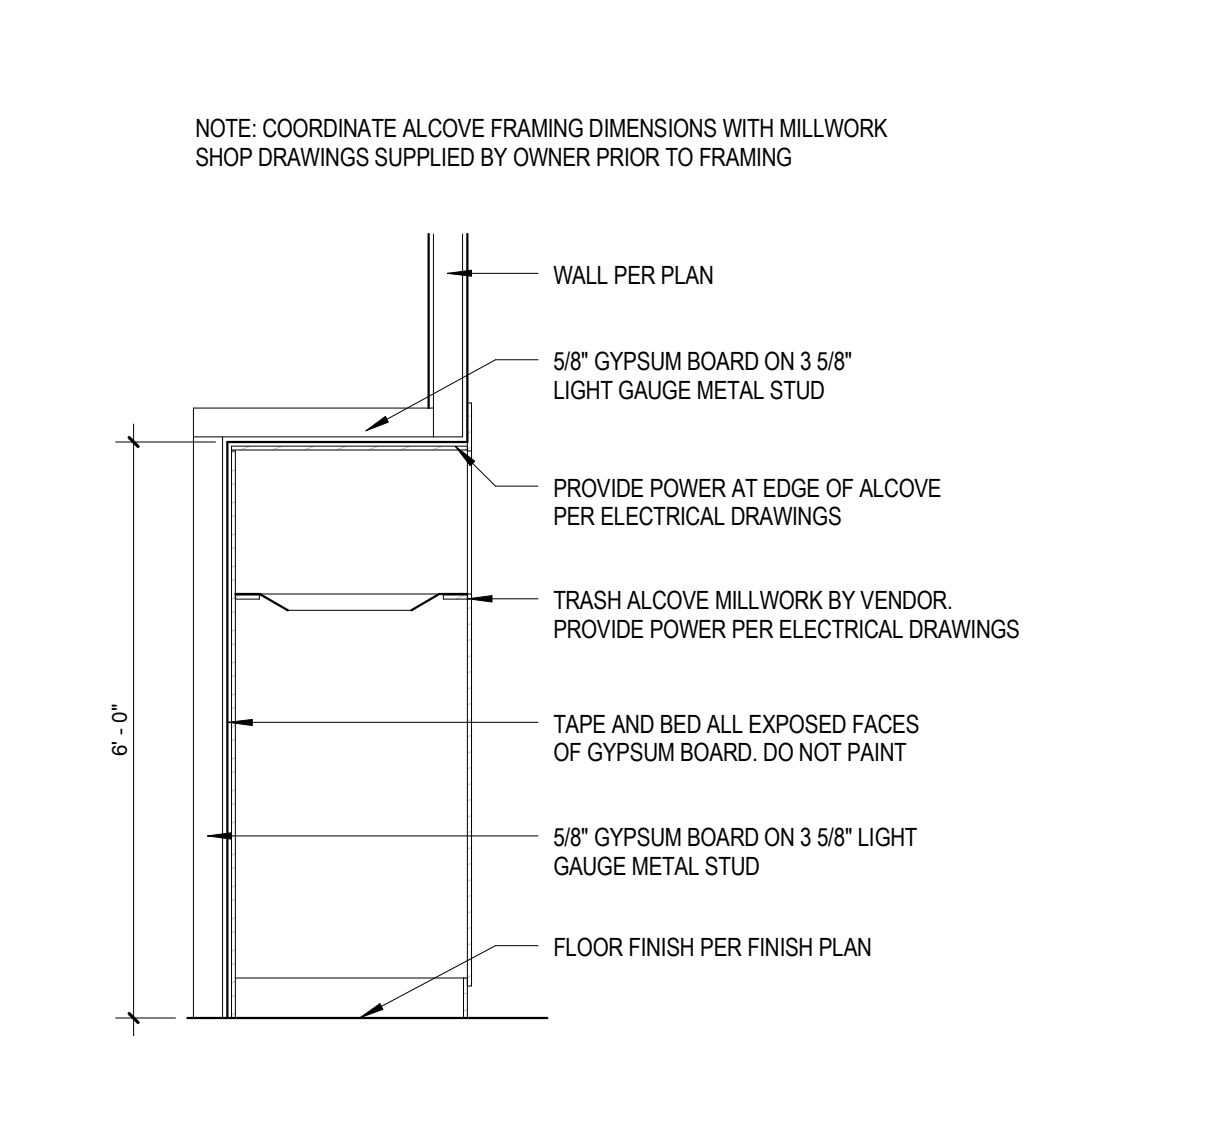 NOTE: COORDINATE ALCOVE FRAMING DIMENSIONS WITH MILLWORK
SHOP DRAWINGS SUPPLIED BY OWNER PRIOR TO FRAMING
WALL PER PLAN
5/8" GYPSUM BOARD ON 3 5/8"
LIGHT GAUGE METAL STUD
PROVIDE POWER AT EDGE OF ALCOVE
PER ELECTRICAL DRAWINGS
TRASH ALCOVE MILLWORK BY VENDOR.
PROVIDE POWER PER ELECTRICAL DRAWINGS
6' - 0"
TAPE AND BED ALL EXPOSED FACES
OF GYPSUM BOARD. DO NOT PAINT
5/8" GYPSUM BOARD ON 3 5/8" LIGHT
GAUGE METAL STUD
FLOOR FINISH PER FINISH PLAN